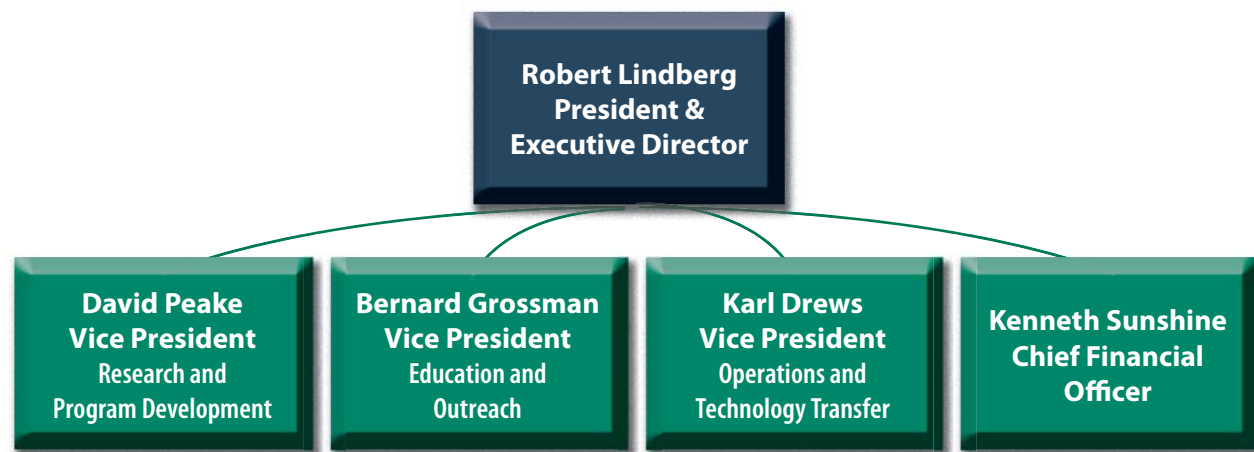 Robert Lindberg
President &
Executive Director
David Peake
Vice President
Research and
Program Development
Bernard Grossman
Vice President
Education and
Outreach
Karl Drews
Vice President
Operations and
Technology Transfer
Kenneth Sunshine
Chief Financial
Officer